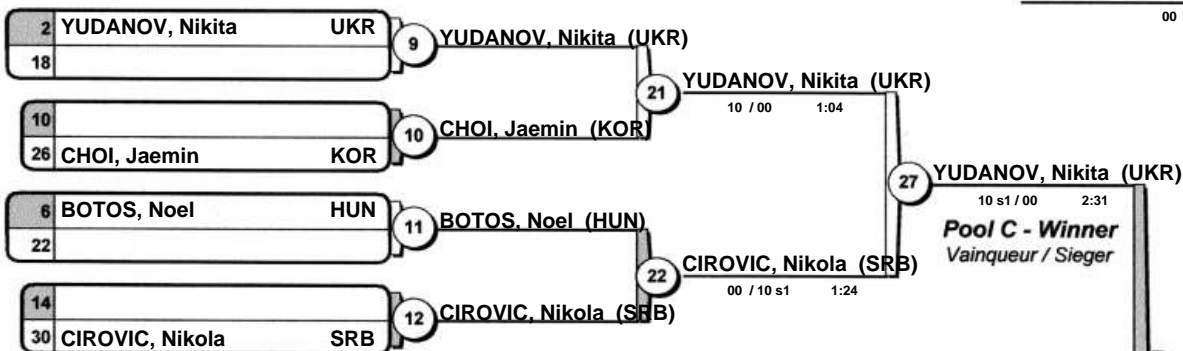 00
2 YUDANOV, Nikita UKR
18
9 YUDANOV, Nikita (UKR)
21 YUDANOV, Nikita (UKR)
10 / 00 1:04
10
26 CHOI, Jaemin KOR
10 CHOI, Jaemin (KOR)
27 YUDANOV, Nikita (UKR)
10 s1 / 00 2:31
Pool C - Winner
Vainqueur / Sieger
6 BOTOS, Noel HUN
22
11 BOTOS, Noel (HUN)
22 CIROVIC, Nikola (SRB)
00 / 10 s1 1:24
14
30 CIROVIC, Nikola SRB
12 CIROVIC, Nikola (SRB)